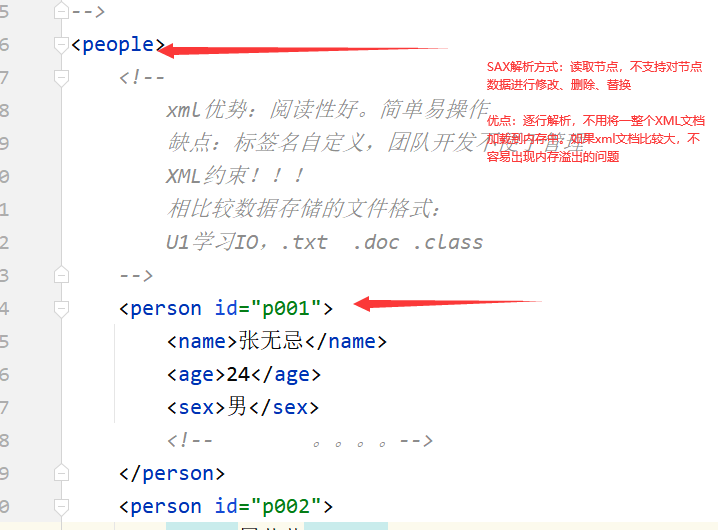 5 -->
6 <people>
7 <!--
8 xml优势：阅读性好。简单易操作
9 缺点：标签名自定义，团队开发不便于管理
0 XML约束！！！
1 相比较数据存储的文件格式：
2 U1学习IO，.txt .doc .class
3 -->
4 <person id="p001">
5 <name>张无忌</name>
6 <age>24</age>
7 <sex>男</sex>
8 <!-- 。。。。-->
9 </person>
0 <person id="p002">
SAX解析方式：读取节点，不支持对节点
数据进行修改、删除、替换
优点：逐行解析，不用将一整个XML文档
加载到内存中。如果xml文档比较大，不
容易出现内存溢出的问题